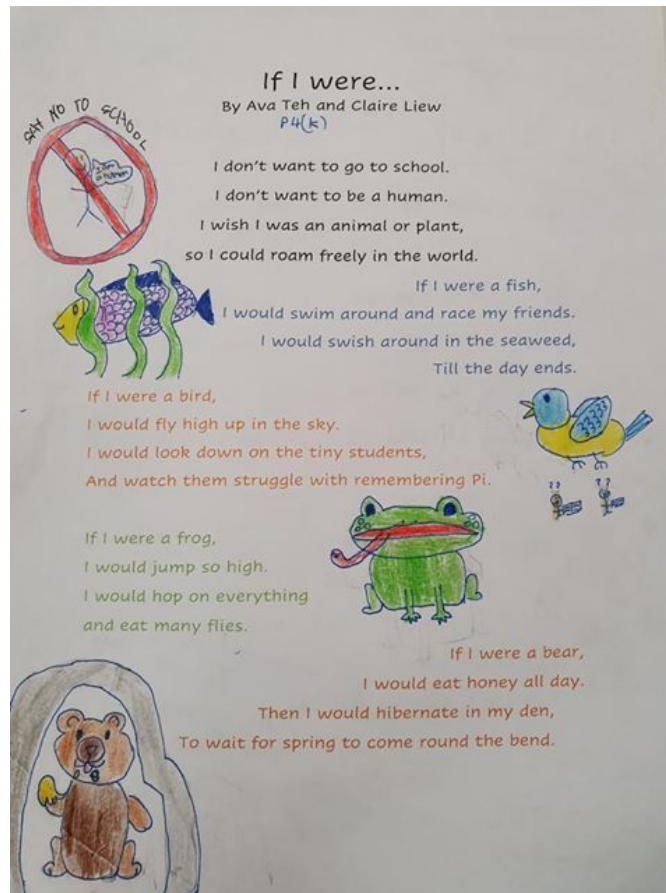 If I were...
By Ava Teh and Claire Liew
P4(K)
SAY NO TO SCHOOL
I am
a human
I don't want to go to school.
I don't want to be a human.
I wish I was an animal or plant,
so I could roam freely in the world.
If I were a fish,
I would swim around and race my friends.
I would swish around in the seaweed,
Till the day ends.
If I were a bird,
I would fly high up in the sky.
I would look down on the tiny students,
And watch them struggle with remembering Pi.
? ?
? ?
If I were a frog,
I would jump so high.
I would hop on everything
and eat many flies.
If I were a bear,
I would eat honey all day.
Then I would hibernate in my den,
To wait for spring to come round the bend.